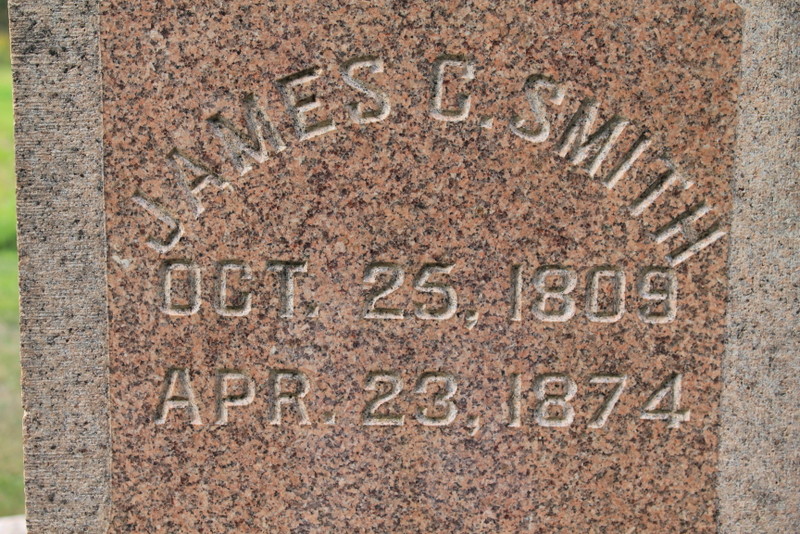 JAMES C. SMITH
OCT. 25, 1809
APR. 23, 1874